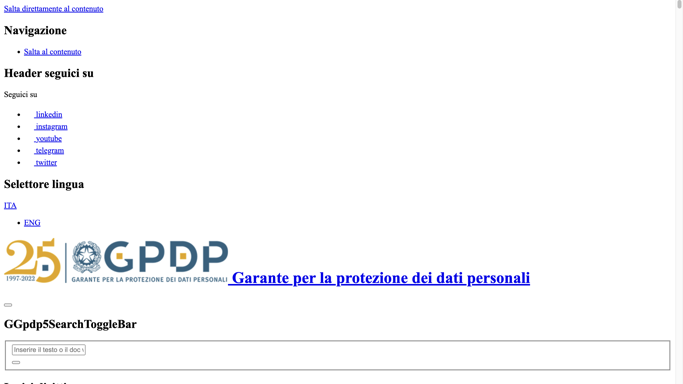 Salta direttamente al contenuto
Navigazione
Salta al contenuto
Header seguici su
Seguici su
linkedin
instagram
youtube
telegram
twitter
Selettore lingua
ITA
ENG
25 1997-2022 GPDP GARANTE PER LA PROTEZIONE DEI DATI PERSONALI Garante per la protezione dei dati personali
GGpdp5SearchToggleBar
Inserire il testo o il doc